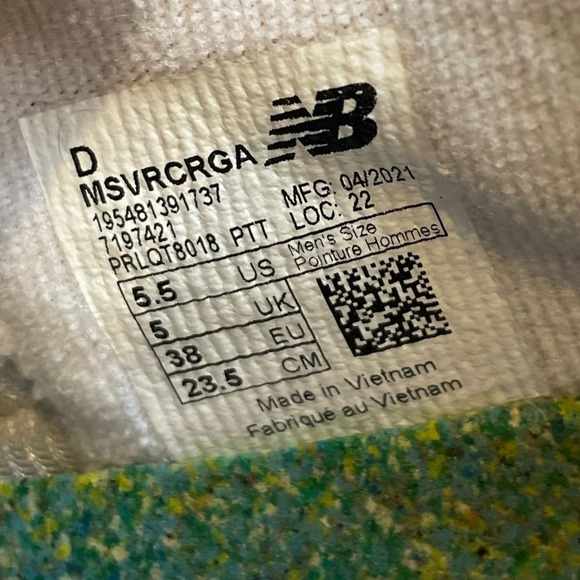 D
NB
MSVRCRGA
195481391737
7197421
PRLQT8018 PTT
MFG: 04/2021
LOC: 22
5.5 US Men's Size
Pointure Hommes
5 UK
38 EU
23.5 CM
Made in Vietnam
Fabriqué au Vietnam